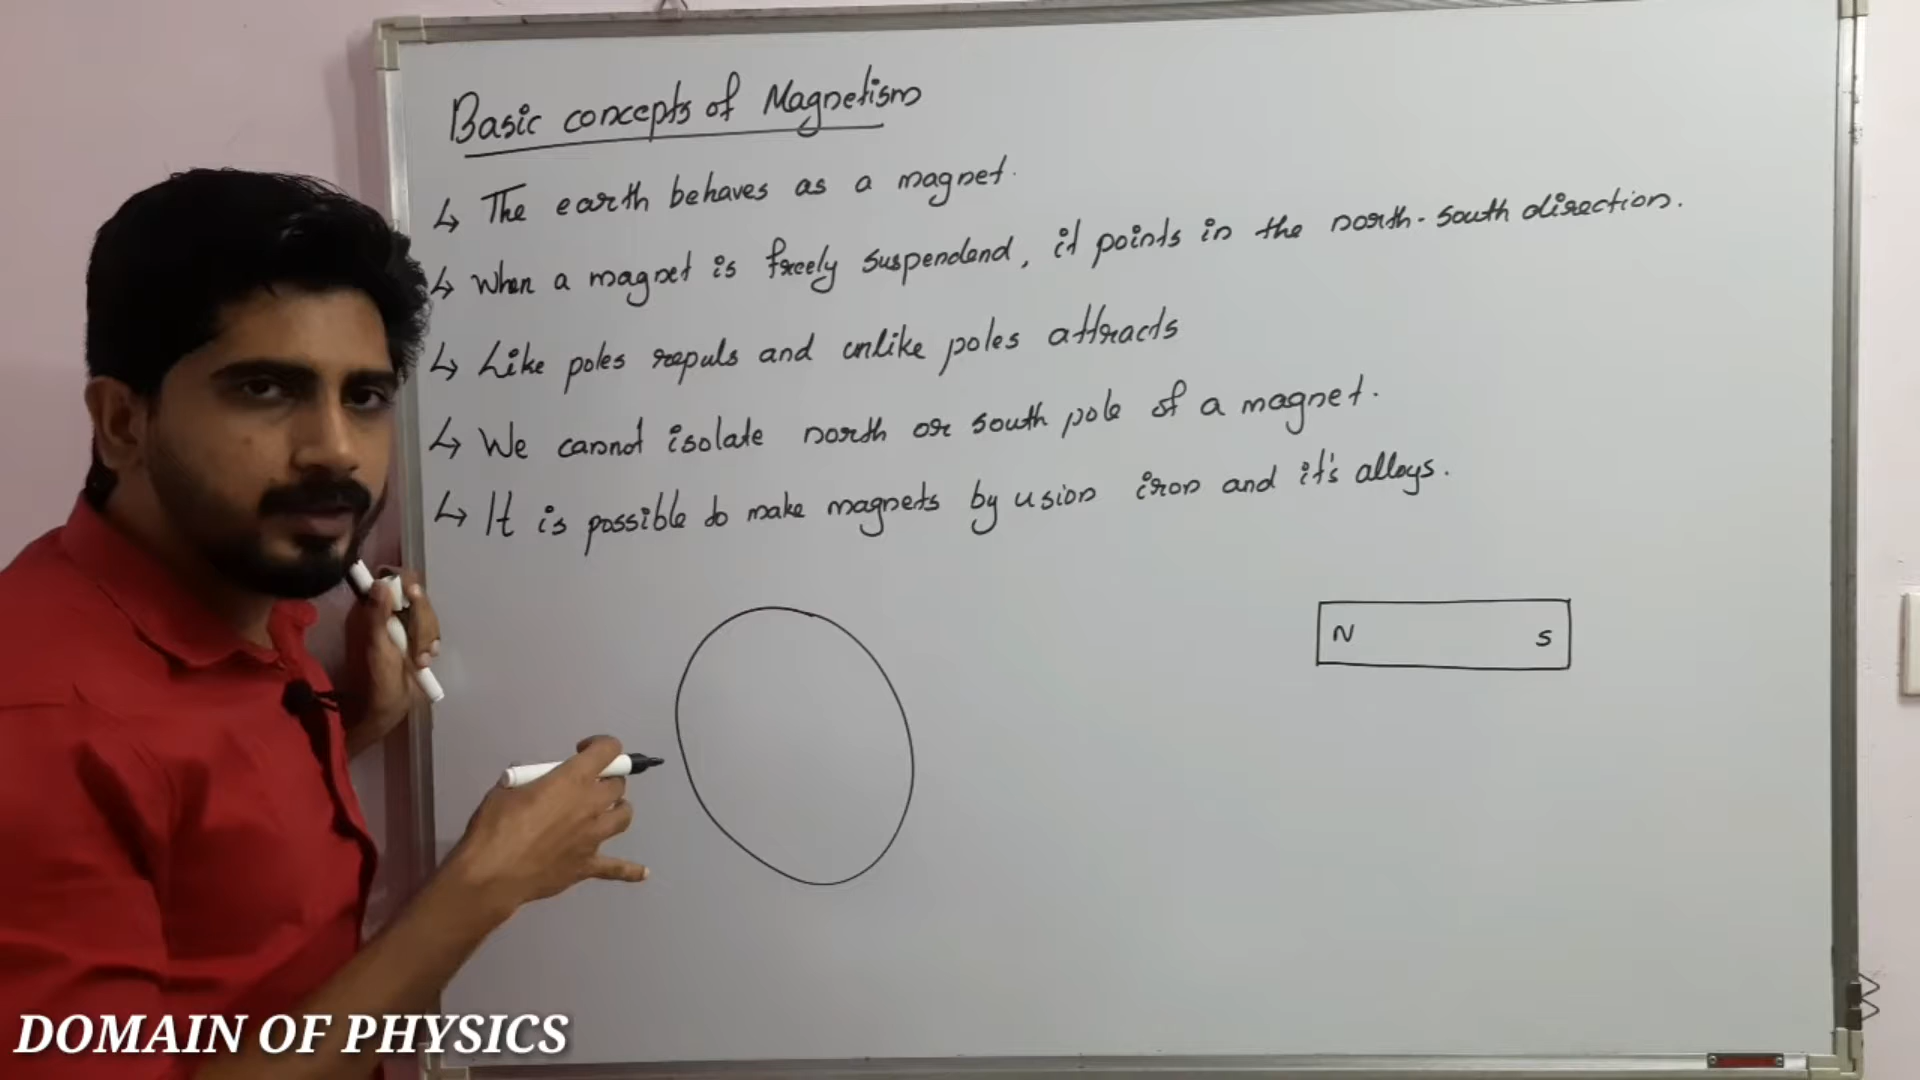 Basic concepts of Magnetism
↳ The earth behaves as a magnet.
↳ When a magnet is freely suspendend, it points in the north-south direction.
↳ Like poles repuls and unlike poles attracts
↳ We cannot isolate north or south pole of a magnet.
↳ It is possible to make magnets by usion iron and it's alloys.
N S
DOMAIN OF PHYSICS